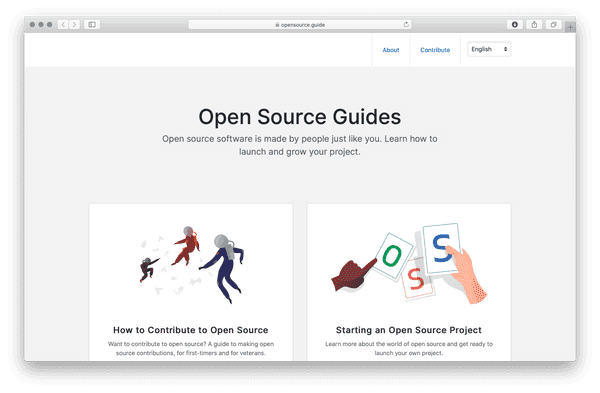 opensource.guide
About
Contribute
English
Open Source Guides
Open source software is made by people just like you. Learn how to
launch and grow your project.
O
S
S
How to Contribute to Open Source
Want to contribute to open source? A guide to making open
source contributions, for first-timers and for veterans.
Starting an Open Source Project
Learn more about the world of open source and get ready to
launch your own project.